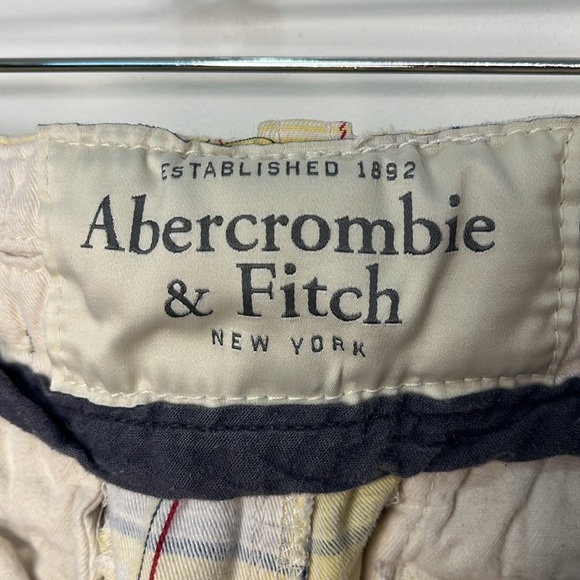 ESTABLISHED 1892
Abercrombie
& Fitch
NEW YORK